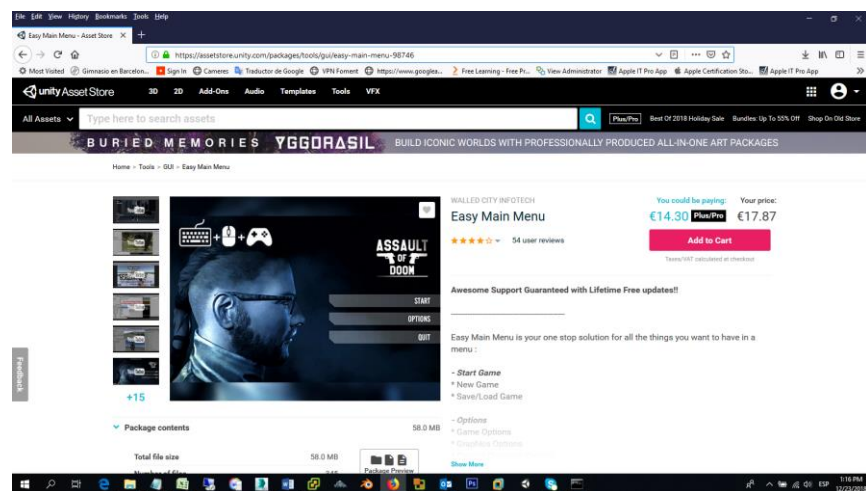 File Edit View History Bookmarks Tools Help
Easy Main Menu - Asset Store
https://assetstore.unity.com/packages/tools/gui/easy-main-menu-98746
Most Visited Gimnasio en Barcelon... Sign In Cameres Traductor de Google VPN Foment https://www.googlea... Free Learning - Free Pr... View Administrator Apple IT Pro App Apple Certification Sto... Apple IT Pro App
unity Asset Store 3D 2D Add-Ons Audio Templates Tools VFX
All Assets Type here to search assets Plus/Pro Best Of 2018 Holiday Sale Bundles: Up To 55% Off Shop On Old Store
BURIED MEMORIES YGGDRASIL BUILD ICONIC WORLDS WITH PROFESSIONALLY PRODUCED ALL-IN-ONE ART PACKAGES
Home > Tools > GUI > Easy Main Menu
WALLED CITY INFOTECH
Easy Main Menu
54 user reviews
You could be paying: Your price:
€14.30 Plus/Pro €17.87
Add to Cart
Taxes/VAT calculated at checkout
ASSAULT
OF
DOOM
START
OPTIONS
QUIT
+15
Feedback
Awesome Support Guaranteed with Lifetime Free updates!!
Easy Main Menu is your one stop solution for all the things you want to have in a
menu :
- Start Game
* New Game
* Save/Load Game
- Options
* Game Options
* Graphics Options
Show More
Package contents 58.0 MB
Total file size 58.0 MB
Number of files
Package Preview
ESP
1:16 PM